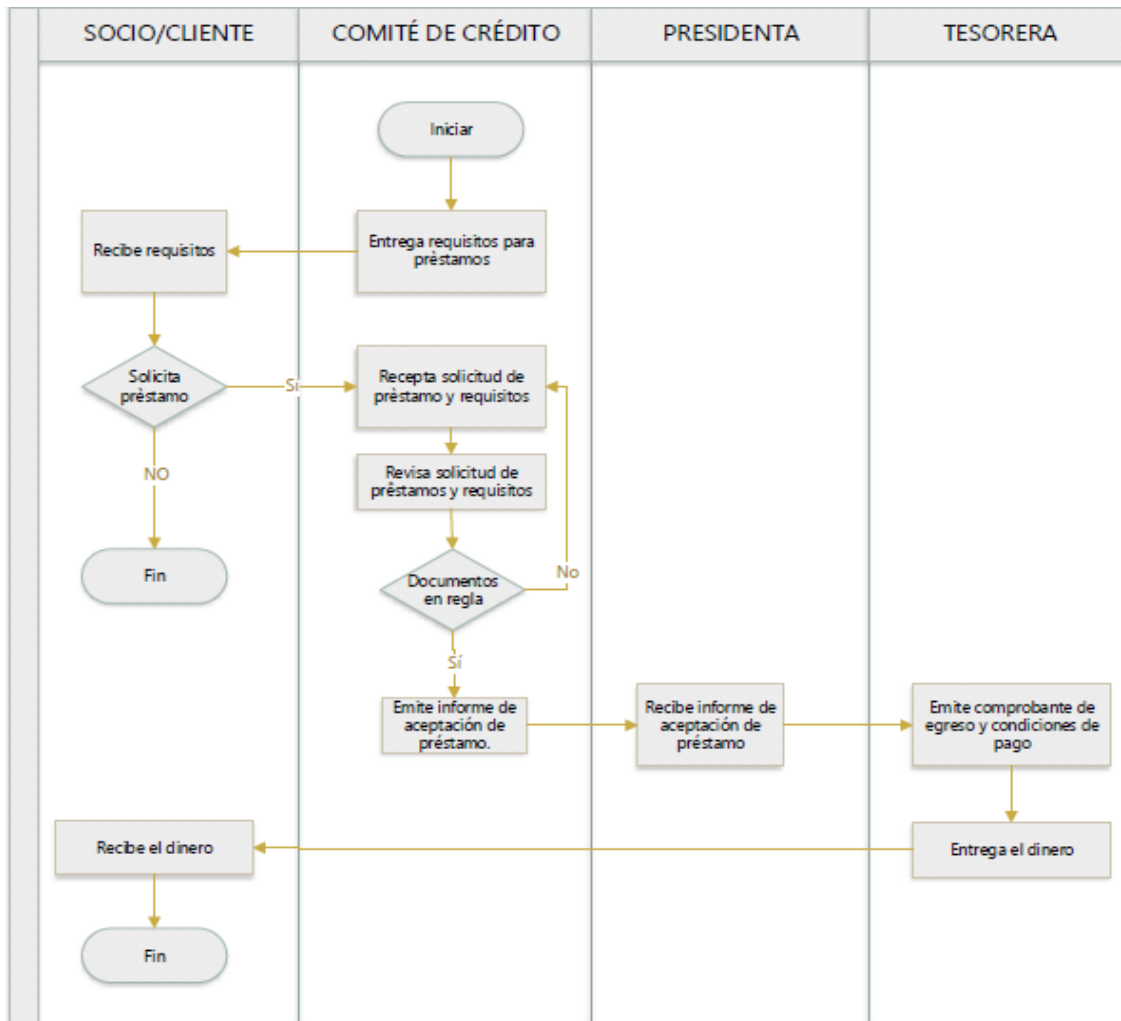 SOCIO/CLIENTE
COMITÉ DE CRÉDITO
PRESIDENTA
TESORERA
Iniciar
Recibe requisitos
Entrega requisitos para
prèstamos
Solicita
prèstamo
Sí
Recepta solicitud de
prèstamo y requisitos
NO
Revisa solicitud de
prèstamos y requisitos
Fin
Documentos
en regla
No
Sí
Emite informe de
aceptación de
préstamo.
Recibe informe de
aceptación de
préstamo
Emite comprobante de
egreso y condiciones de
pago
Recibe el dinero
Entrega el dinero
Fin